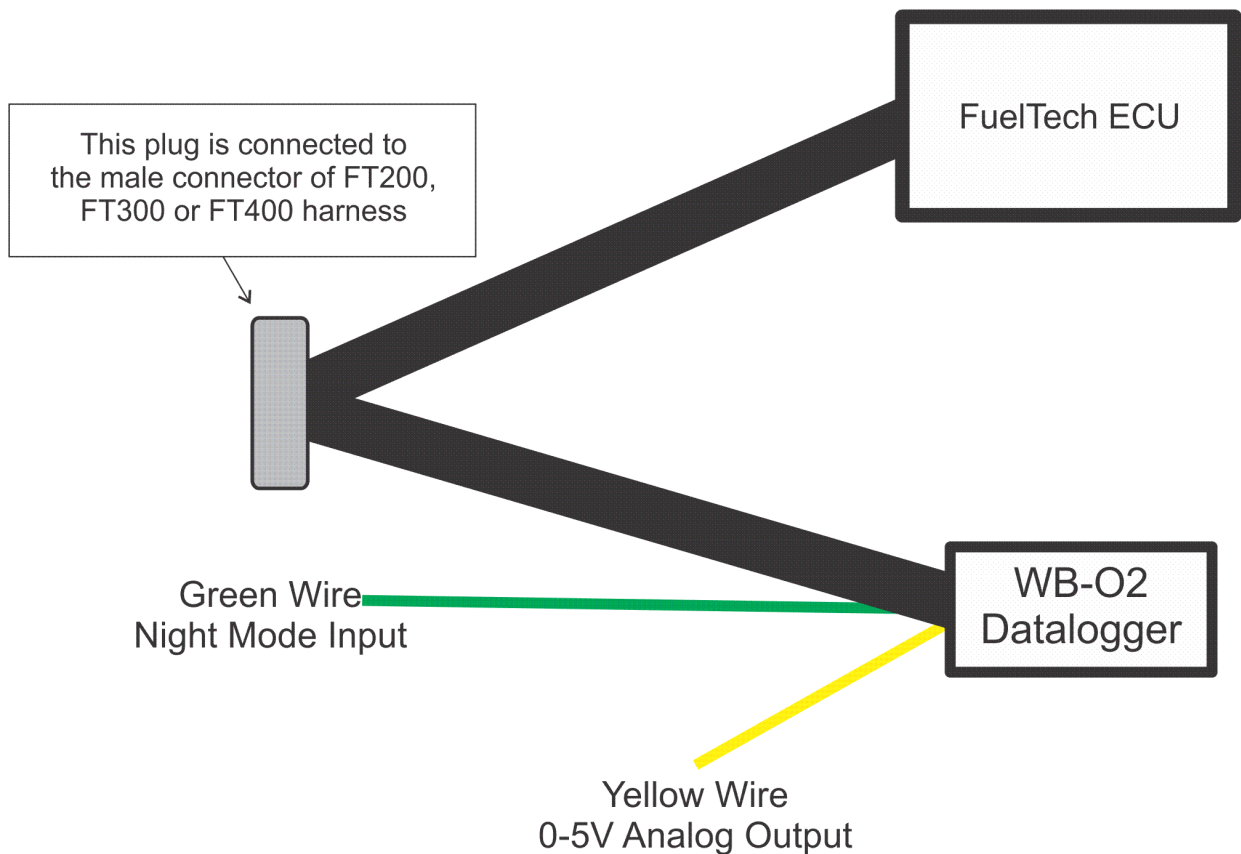 FuelTech ECU
This plug is connected to
the male connector of FT200,
FT300 or FT400 harness
Green Wire
Night Mode Input
WB-O2
Datalogger
Yellow Wire
0-5V Analog Output